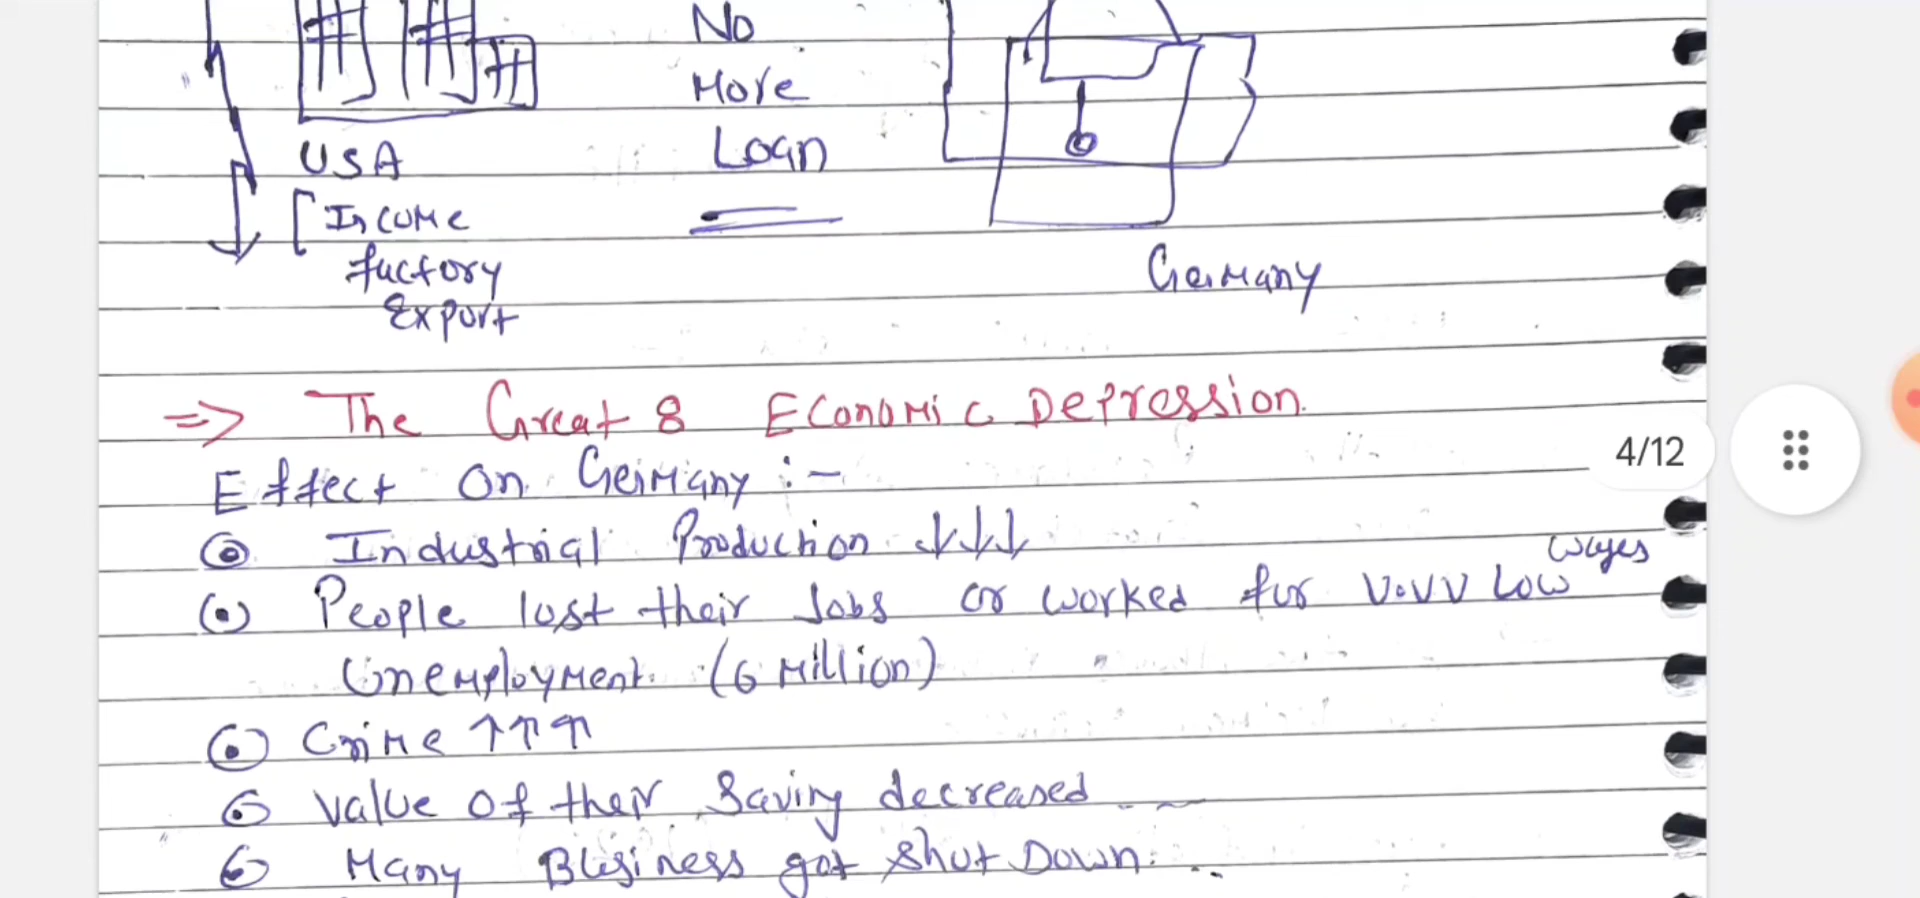 No
More
Loan
USA
Income
factory
Export
Germany
=> The Great 8 Economic Depression.
Effect on Germany :-
Industrial Production ↓↓↓
wages
People lost their Jobs or worked for V.V V Low
Unemployment. (6 Million)
Crime ↑↑↑
Value of their Saving decreased
Many Business got shut Down.
4/12